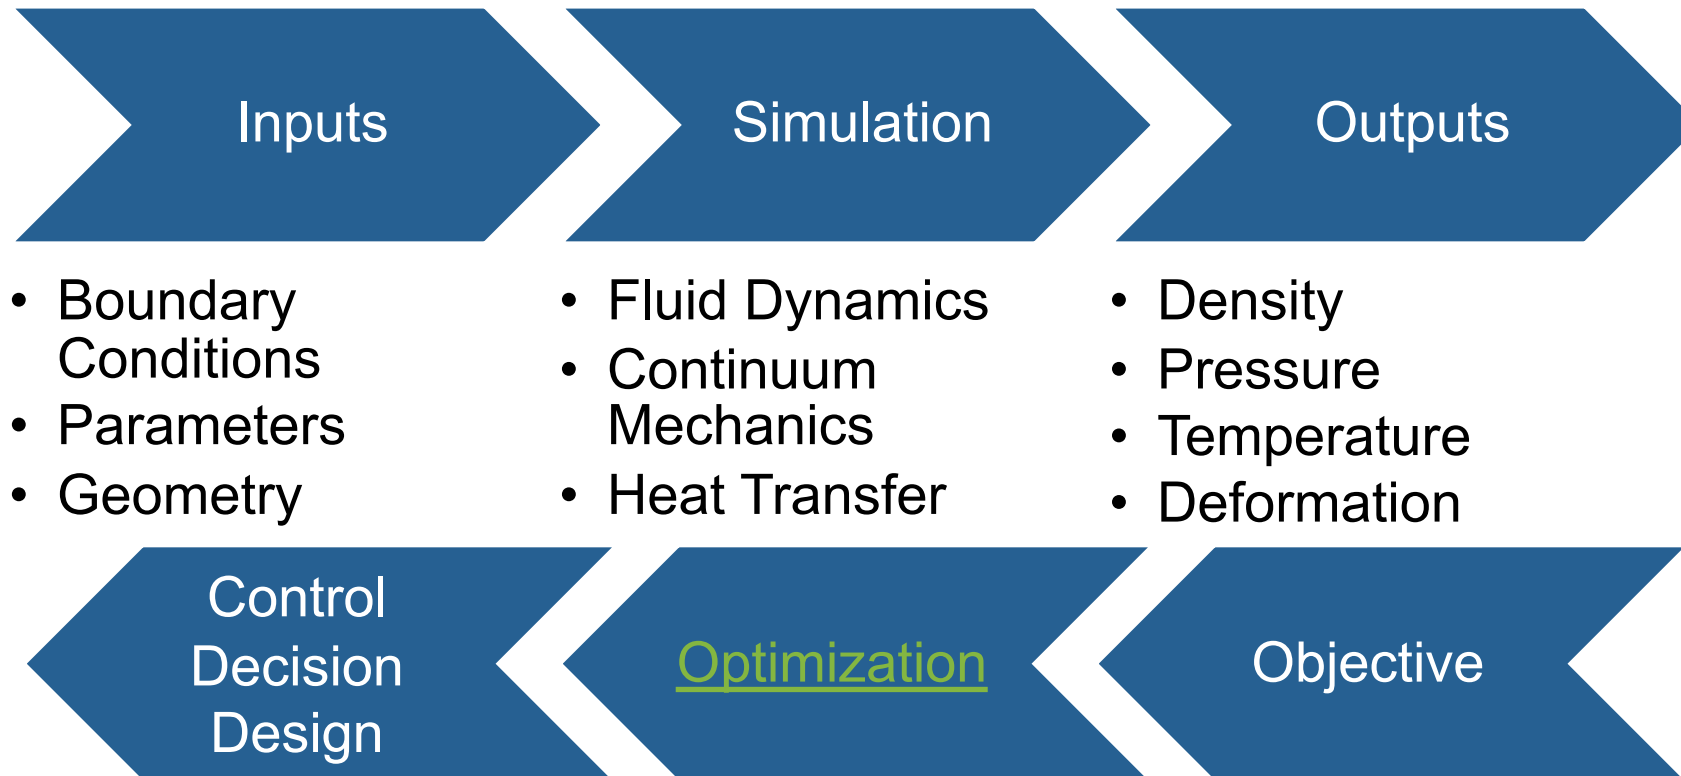 Inputs
Simulation
Outputs
• Boundary
Conditions
• Parameters
• Geometry
• Fluid Dynamics
• Continuum
Mechanics
• Heat Transfer
• Density
• Pressure
• Temperature
• Deformation
Control
Decision
Design
Optimization
Objective